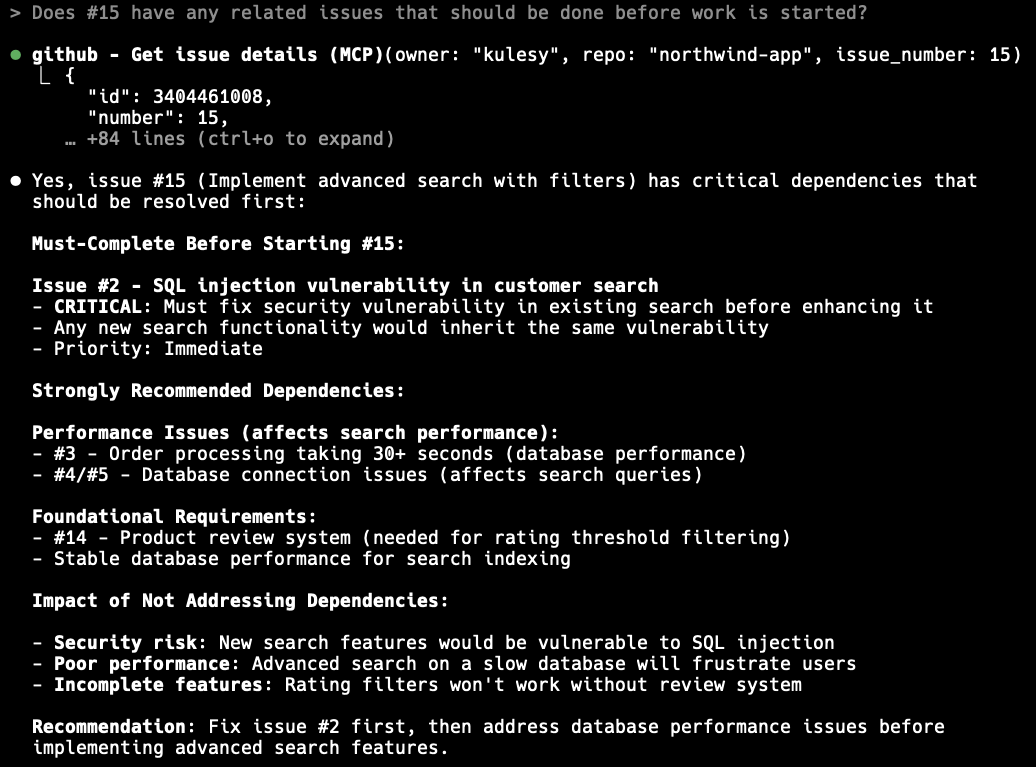 > Does #15 have any related issues that should be done before work is started?
● github - Get issue details (MCP)(owner: "kulesy", repo: "northwind-app", issue_number: 15)
⎿ {
"id": 3404461008,
"number": 15,
… +84 lines (ctrl+o to expand)
● Yes, issue #15 (Implement advanced search with filters) has critical dependencies that
should be resolved first:
Must-Complete Before Starting #15:
Issue #2 - SQL injection vulnerability in customer search
- CRITICAL: Must fix security vulnerability in existing search before enhancing it
- Any new search functionality would inherit the same vulnerability
- Priority: Immediate
Strongly Recommended Dependencies:
Performance Issues (affects search performance):
- #3 - Order processing taking 30+ seconds (database performance)
- #4/#5 - Database connection issues (affects search queries)
Foundational Requirements:
- #14 - Product review system (needed for rating threshold filtering)
- Stable database performance for search indexing
Impact of Not Addressing Dependencies:
- Security risk: New search features would be vulnerable to SQL injection
- Poor performance: Advanced search on a slow database will frustrate users
- Incomplete features: Rating filters won't work without review system
Recommendation: Fix issue #2 first, then address database performance issues before
implementing advanced search features.